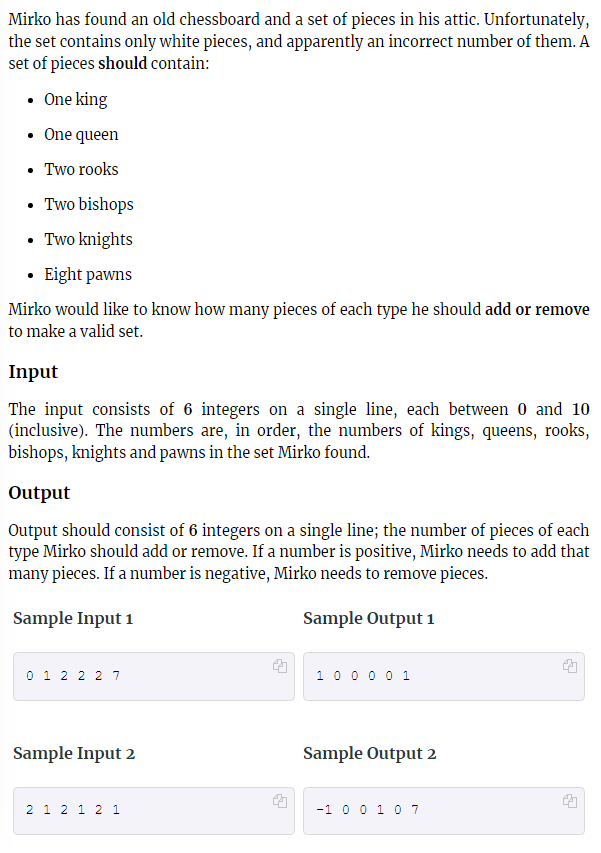 Mirko has found an old chessboard and a set of pieces in his attic. Unfortunately,
the set contains only white pieces, and apparently an incorrect number of them. A
set of pieces should contain:
• One king
• One queen
• Two rooks
• Two bishops
• Two knights
• Eight pawns
Mirko would like to know how many pieces of each type he should add or remove
to make a valid set.
Input
The input consists of 6 integers on a single line, each between 0 and 10
(inclusive). The numbers are, in order, the numbers of kings, queens, rooks,
bishops, knights and pawns in the set Mirko found.
Output
Output should consist of 6 integers on a single line; the number of pieces of each
type Mirko should add or remove. If a number is positive, Mirko needs to add that
many pieces. If a number is negative, Mirko needs to remove pieces.
Sample Input 1
0 1 2 2 2 7
Sample Output 1
1 0 0 0 0 1
Sample Input 2
2 1 2 1 2 1
Sample Output 2
-1 0 0 1 0 7